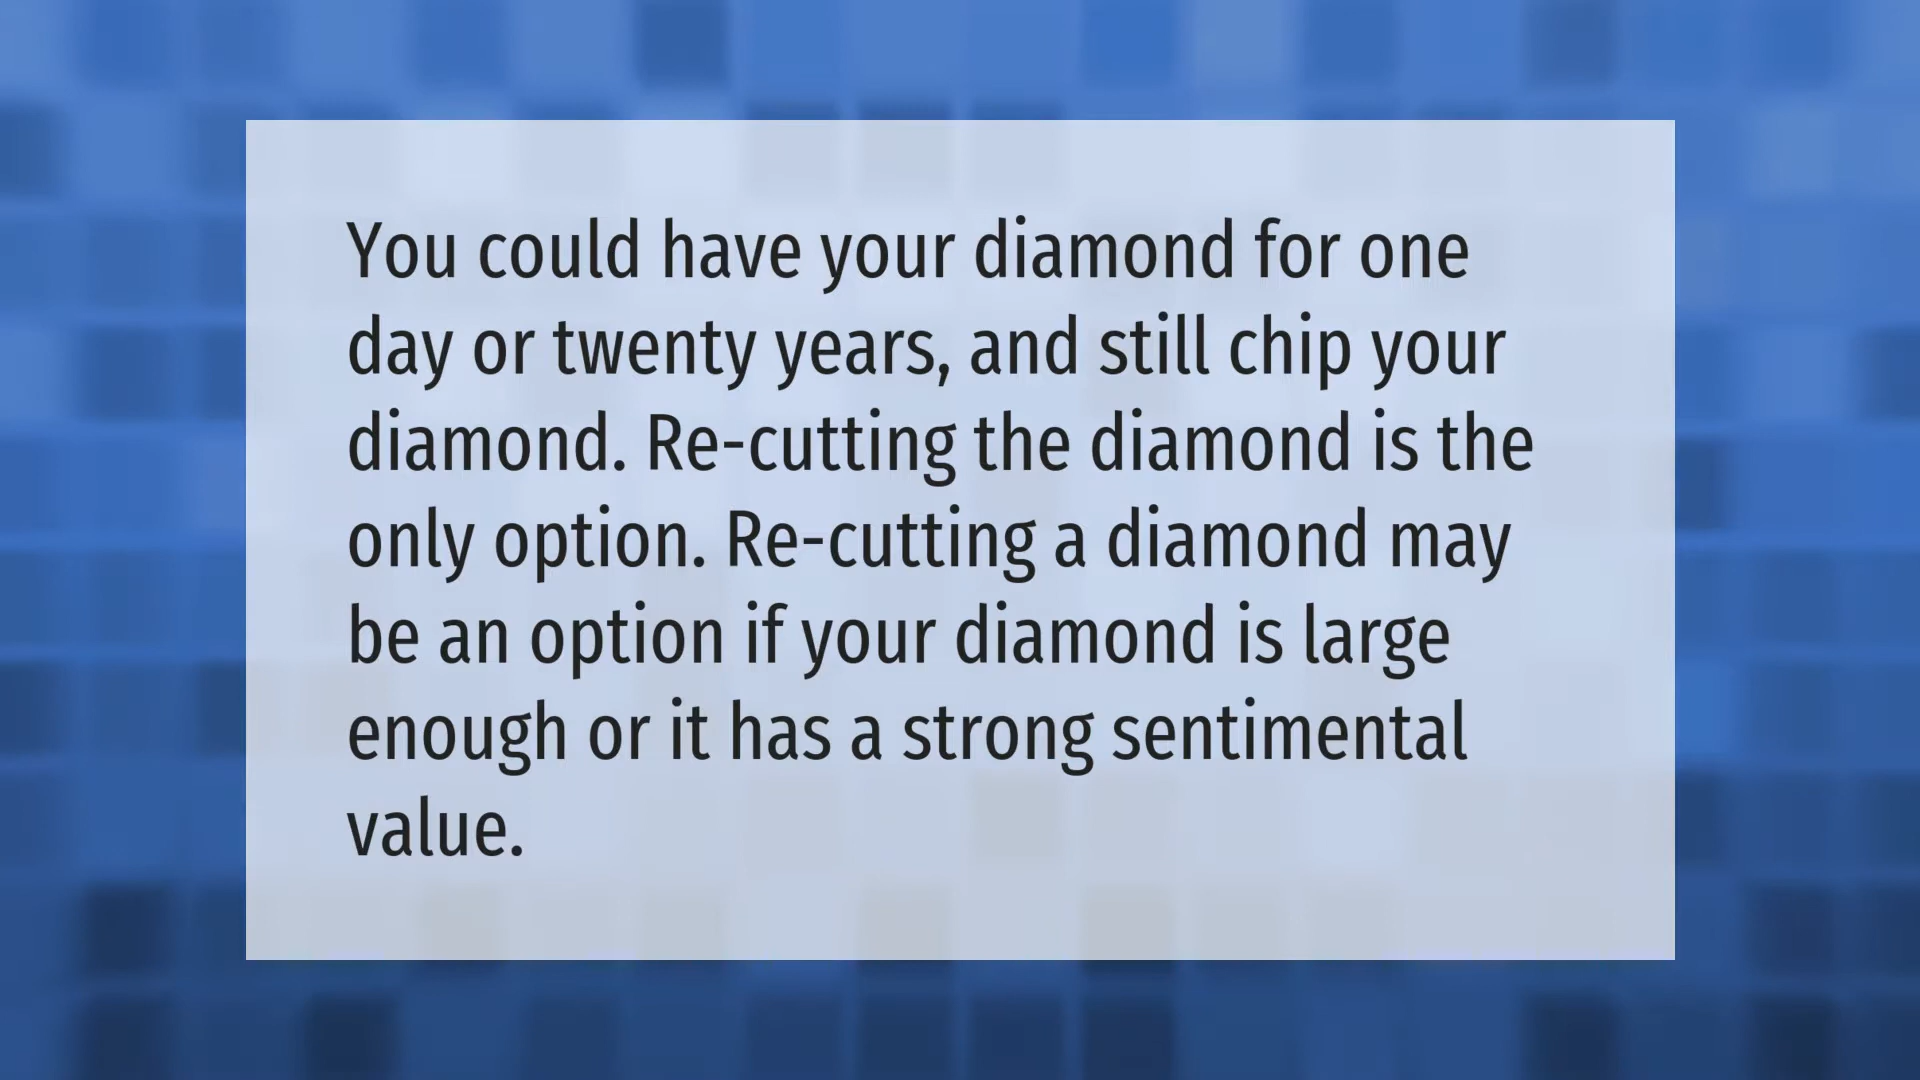 You could have your diamond for one
day or twenty years, and still chip your
diamond. Re-cutting the diamond is the
only option. Re-cutting a diamond may
be an option if your diamond is large
enough or it has a strong sentimental
value.